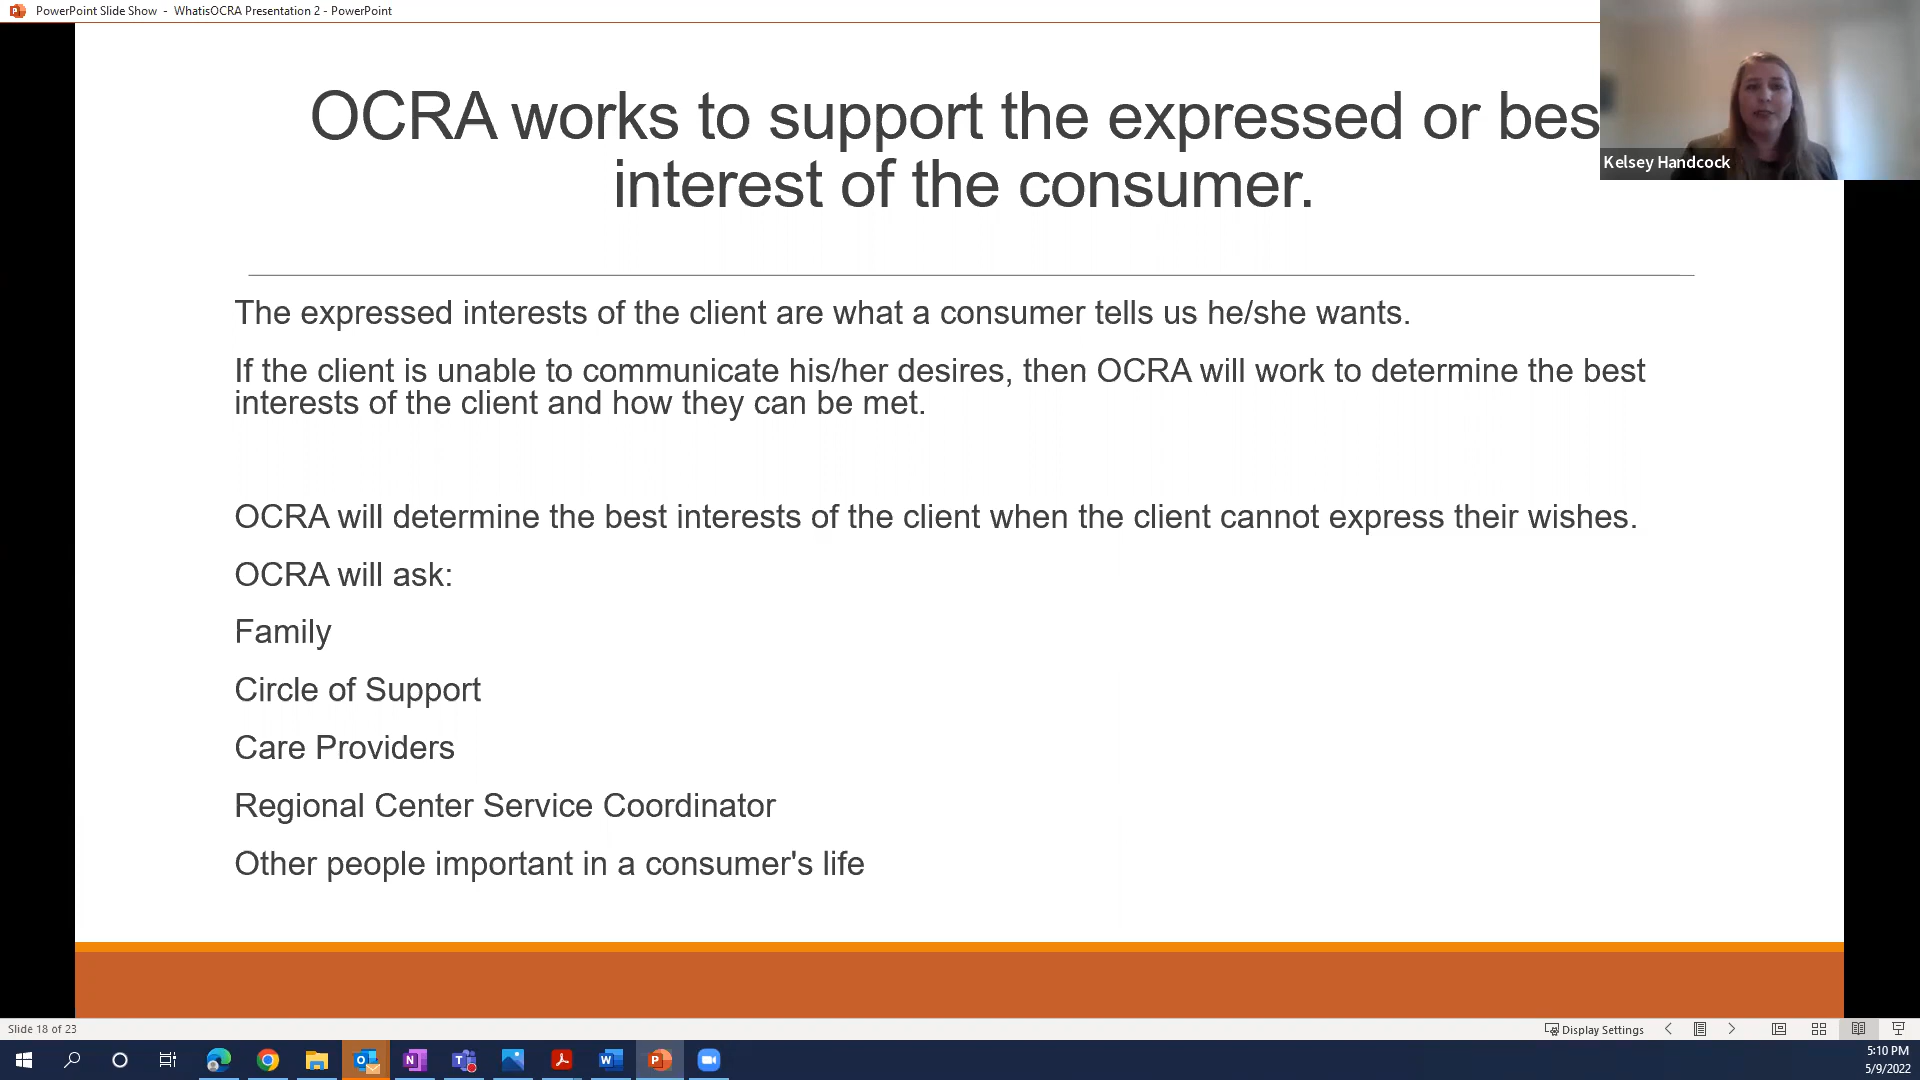 PowerPoint Slide Show - WhatisOCRA Presentation 2 - PowerPoint
OCRA works to support the expressed or bes
interest of the consumer.
Kelsey Handcock
The expressed interests of the client are what a consumer tells us he/she wants.
If the client is unable to communicate his/her desires, then OCRA will work to determine the best
interests of the client and how they can be met.
OCRA will determine the best interests of the client when the client cannot express their wishes.
OCRA will ask:
Family
Circle of Support
Care Providers
Regional Center Service Coordinator
Other people important in a consumer's life
Slide 18 of 23
Display Settings
5:10 PM
5/9/2022